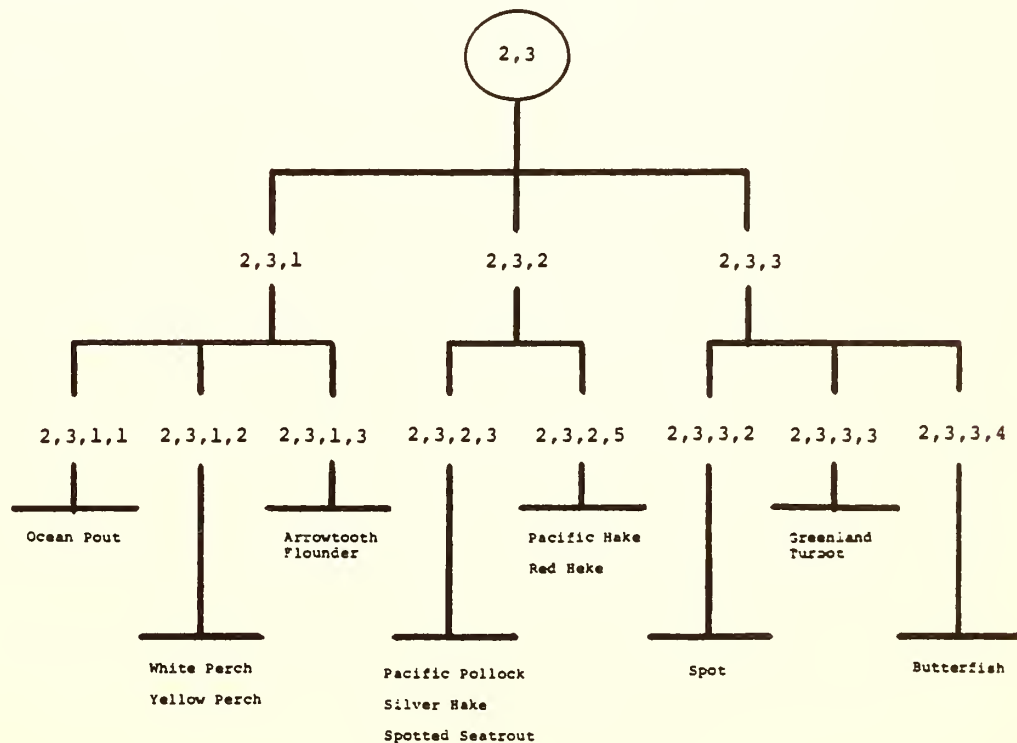 2,3
2,3,1 2,3,2 2,3,3
2,3,1,1 2,3,1,2 2,3,1,3 2,3,2,3 2,3,2,5 2,3,3,2 2,3,3,3 2,3,3,4
Ocean Pout
Arrowtooth
Flounder
Pacific Hake
Red Heke
Greenland
Turbot
White Perch
Yellow Perch
Pacific Pollock
Silver Hake
Spotted Seatrout
Spot
Butterfish